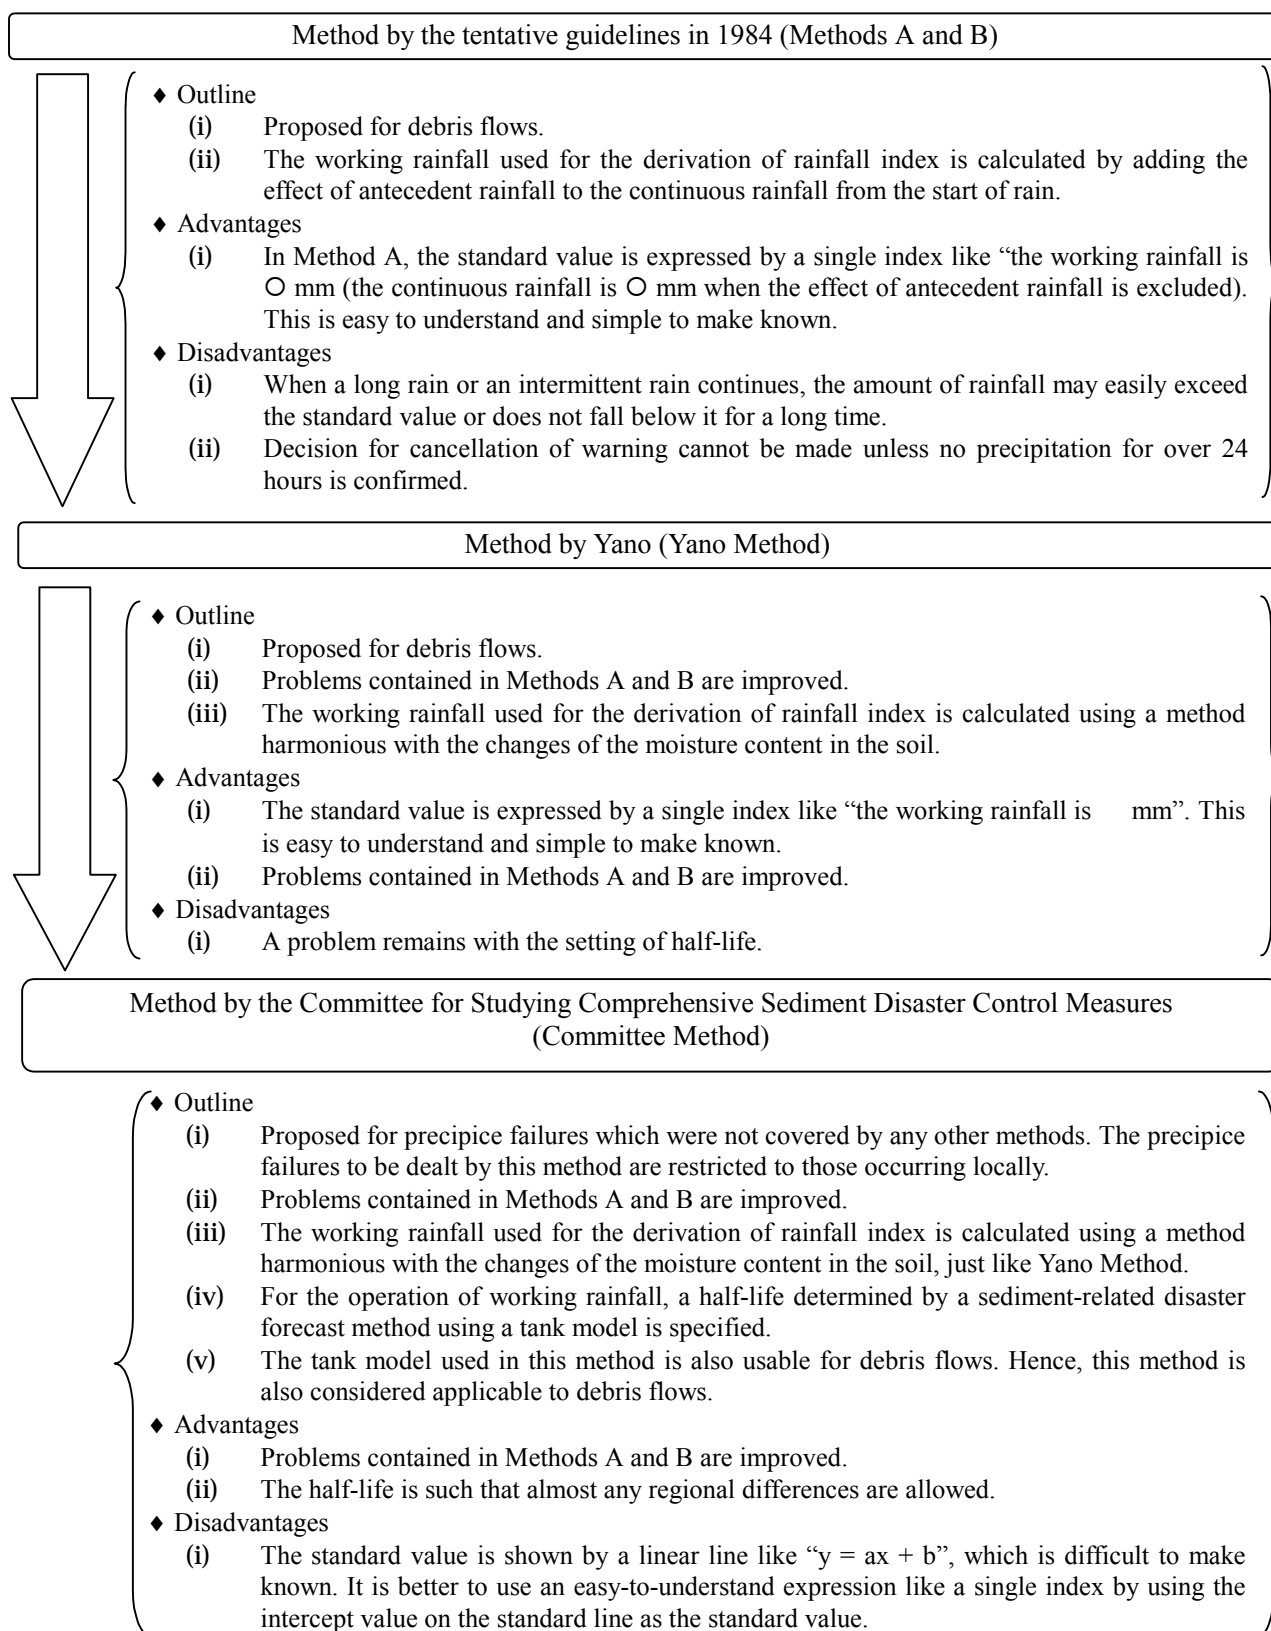 Method by the tentative guidelines in 1984 (Methods A and B)
♦ Outline
(i) Proposed for debris flows.
(ii) The working rainfall used for the derivation of rainfall index is calculated by adding the
effect of antecedent rainfall to the continuous rainfall from the start of rain.
♦ Advantages
(i) In Method A, the standard value is expressed by a single index like “the working rainfall is
○ mm (the continuous rainfall is ○ mm when the effect of antecedent rainfall is excluded).
This is easy to understand and simple to make known.
♦ Disadvantages
(i) When a long rain or an intermittent rain continues, the amount of rainfall may easily exceed
the standard value or does not fall below it for a long time.
(ii) Decision for cancellation of warning cannot be made unless no precipitation for over 24
hours is confirmed.
Method by Yano (Yano Method)
♦ Outline
(i) Proposed for debris flows.
(ii) Problems contained in Methods A and B are improved.
(iii) The working rainfall used for the derivation of rainfall index is calculated using a method
harmonious with the changes of the moisture content in the soil.
♦ Advantages
(i) The standard value is expressed by a single index like “the working rainfall is mm”. This
is easy to understand and simple to make known.
(ii) Problems contained in Methods A and B are improved.
♦ Disadvantages
(i) A problem remains with the setting of half-life.
Method by the Committee for Studying Comprehensive Sediment Disaster Control Measures
(Committee Method)
♦ Outline
(i) Proposed for precipice failures which were not covered by any other methods. The precipice
failures to be dealt by this method are restricted to those occurring locally.
(ii) Problems contained in Methods A and B are improved.
(iii) The working rainfall used for the derivation of rainfall index is calculated using a method
harmonious with the changes of the moisture content in the soil, just like Yano Method.
(iv) For the operation of working rainfall, a half-life determined by a sediment-related disaster
forecast method using a tank model is specified.
(v) The tank model used in this method is also usable for debris flows. Hence, this method is
also considered applicable to debris flows.
♦ Advantages
(i) Problems contained in Methods A and B are improved.
(ii) The half-life is such that almost any regional differences are allowed.
♦ Disadvantages
(i) The standard value is shown by a linear line like “y = ax + b”, which is difficult to make
known. It is better to use an easy-to-understand expression like a single index by using the
intercept value on the standard line as the standard value.